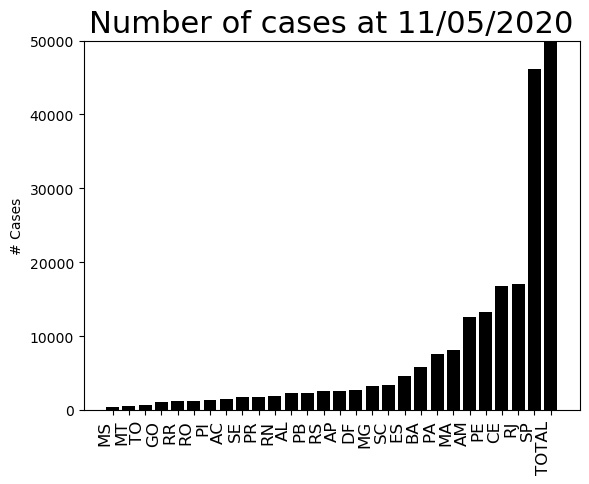 Number of cases at 11/05/2020
# Cases
50000
40000
30000
20000
10000
0
MS
MT
TO
GO
RR
RO
PI
AC
SE
PR
RN
AL
PB
RS
AP
DF
MG
SC
ES
BA
PA
MA
AM
PE
CE
RJ
SP
TOTAL